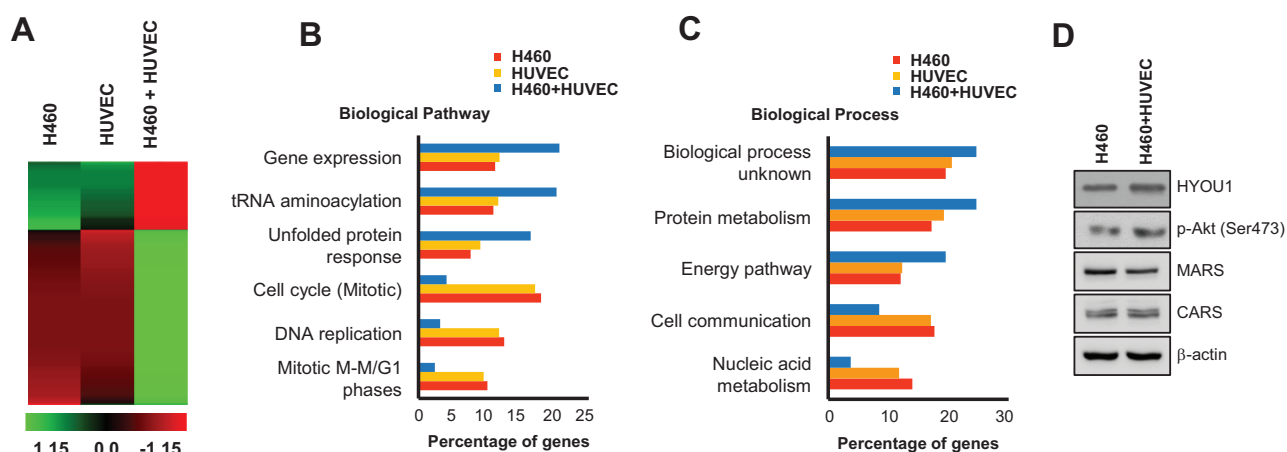 A
H460
HUVEC
H460 + HUVEC
1.15 0.0 -1.15
B
H460
HUVEC
H460+HUVEC
Biological Pathway
Gene expression
tRNA aminoacylation
Unfolded protein
response
Cell cycle (Mitotic)
DNA replication
Mitotic M-M/G1
phases
0 5 10 15 20 25
Percentage of genes
C
H460
HUVEC
H460+HUVEC
Biological Process
Biological process
unknown
Protein metabolism
Energy pathway
Cell communication
Nucleic acid
metabolism
0 10 20 30
Percentage of genes
D
H460
H460+HUVEC
HYOU1
p-Akt (Ser473)
MARS
CARS
β-actin